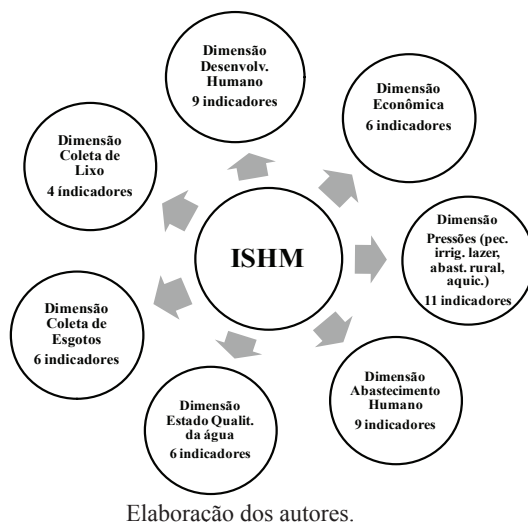 Dimensão
Desenvolv.
Humano
9 indicadores
Dimensão
Econômica
6 indicadores
Dimensão
Pressões (pec.
irrig. lazer,
abast. rural,
aquic.)
11 indicadores
Dimensão
Abastecimento
Humano
9 indicadores
Dimensão
Estado Qualit.
da água
6 indicadores
Dimensão
Coleta de
Esgotos
6 indicadores
Dimensão
Coleta de
Lixo
4 índicadores
ISHM
Elaboração dos autores.